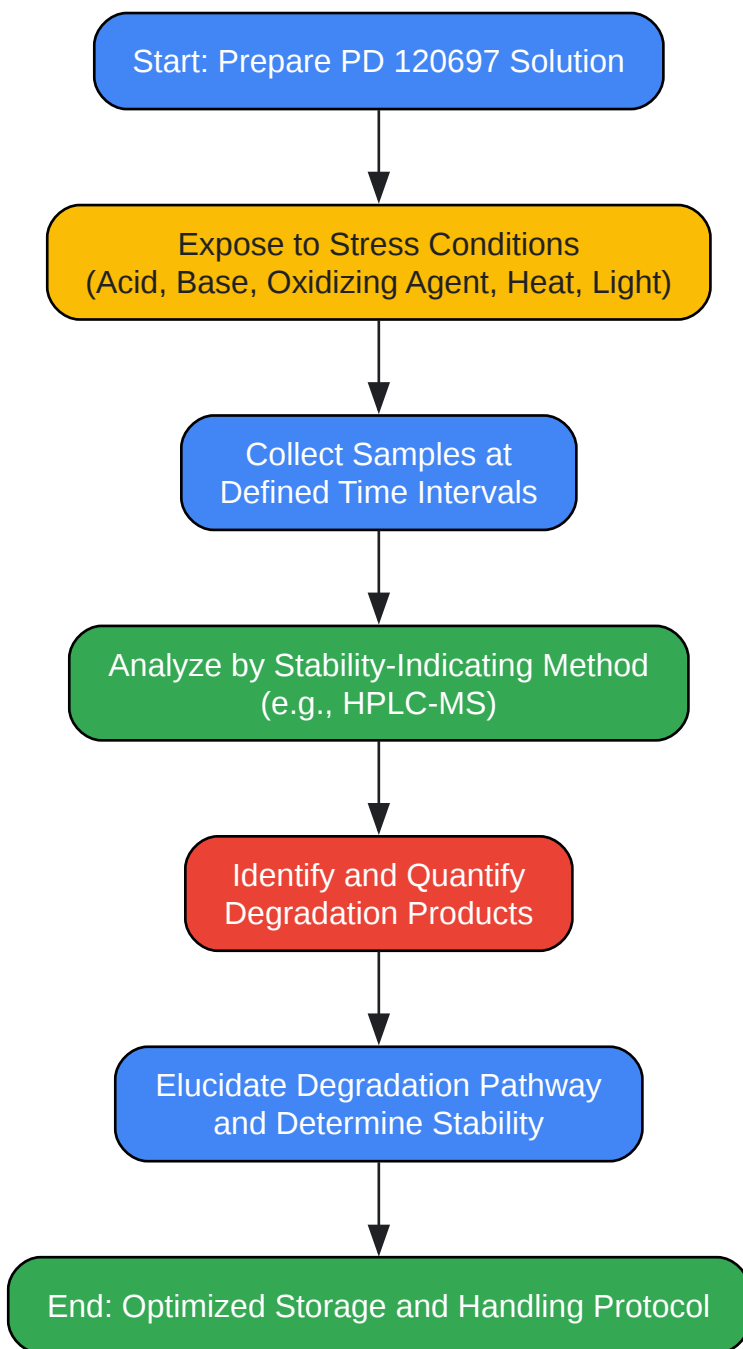 Start: Prepare PD 120697 Solution
Expose to Stress Conditions
(Acid, Base, Oxidizing Agent, Heat, Light)
Collect Samples at
Defined Time Intervals
Analyze by Stability-Indicating Method
(e.g., HPLC-MS)
Identify and Quantify
Degradation Products
Elucidate Degradation Pathway
and Determine Stability
End: Optimized Storage and Handling Protocol